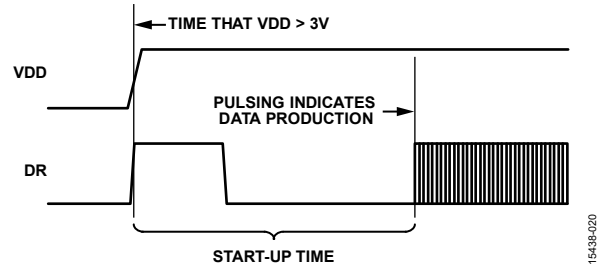 TIME THAT VDD > 3V
VDD
PULSING INDICATES
DATA PRODUCTION
DR
START-UP TIME
15438-020